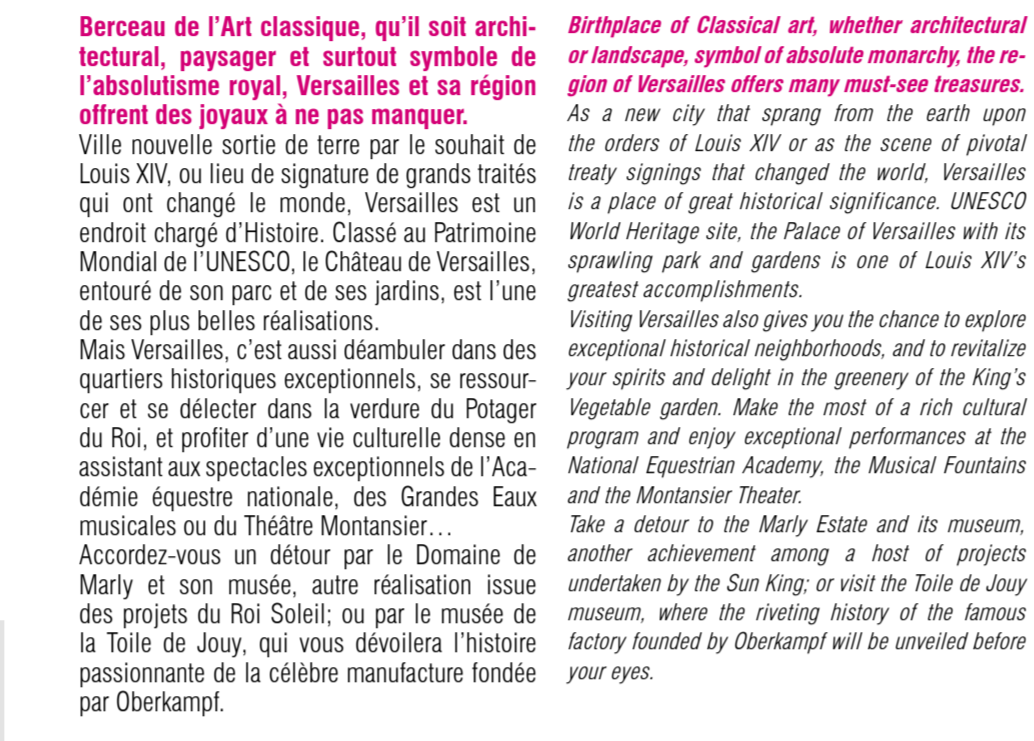 Berceau de l'Art classique, qu'il soit archi-
tectural, paysager et surtout symbole de
l'absolutisme royal, Versailles et sa région
offrent des joyaux à ne pas manquer.
Ville nouvelle sortie de terre par le souhait de
Louis XIV, ou lieu de signature de grands traités
qui ont changé le monde, Versailles est un
endroit chargé d'Histoire. Classé au Patrimoine
Mondial de l'UNESCO, le Château de Versailles,
entouré de son parc et de ses jardins, est l'une
de ses plus belles réalisations.
Mais Versailles, c'est aussi déambuler dans des
quartiers historiques exceptionnels, se ressour-
cer et se délecter dans la verdure du Potager
du Roi, et profiter d'une vie culturelle dense en
assistant aux spectacles exceptionnels de l'Aca-
démie équestre nationale, des Grandes Eaux
musicales ou du Théâtre Montansier...
Accordez-vous un détour par le Domaine de
Marly et son musée, autre réalisation issue
des projets du Roi Soleil; ou par le musée de
la Toile de Jouy, qui vous dévoilera l'histoire
passionnante de la célèbre manufacture fondée
par Oberkampf.
Birthplace of Classical art, whether architectural
or landscape, symbol of absolute monarchy, the re-
gion of Versailles offers many must-see treasures.
As a new city that sprang from the earth upon
the orders of Louis XIV or as the scene of pivotal
treaty signings that changed the world, Versailles
is a place of great historical significance. UNESCO
World Heritage site, the Palace of Versailles with its
sprawling park and gardens is one of Louis XIV's
greatest accomplishments.
Visiting Versailles also gives you the chance to explore
exceptional historical neighborhoods, and to revitalize
your spirits and delight in the greenery of the King's
Vegetable garden. Make the most of a rich cultural
program and enjoy exceptional performances at the
National Equestrian Academy, the Musical Fountains
and the Montansier Theater.
Take a detour to the Marly Estate and its museum,
another achievement among a host of projects
undertaken by the Sun King; or visit the Toile de Jouy
museum, where the riveting history of the famous
factory founded by Oberkampf will be unveiled before
your eyes.